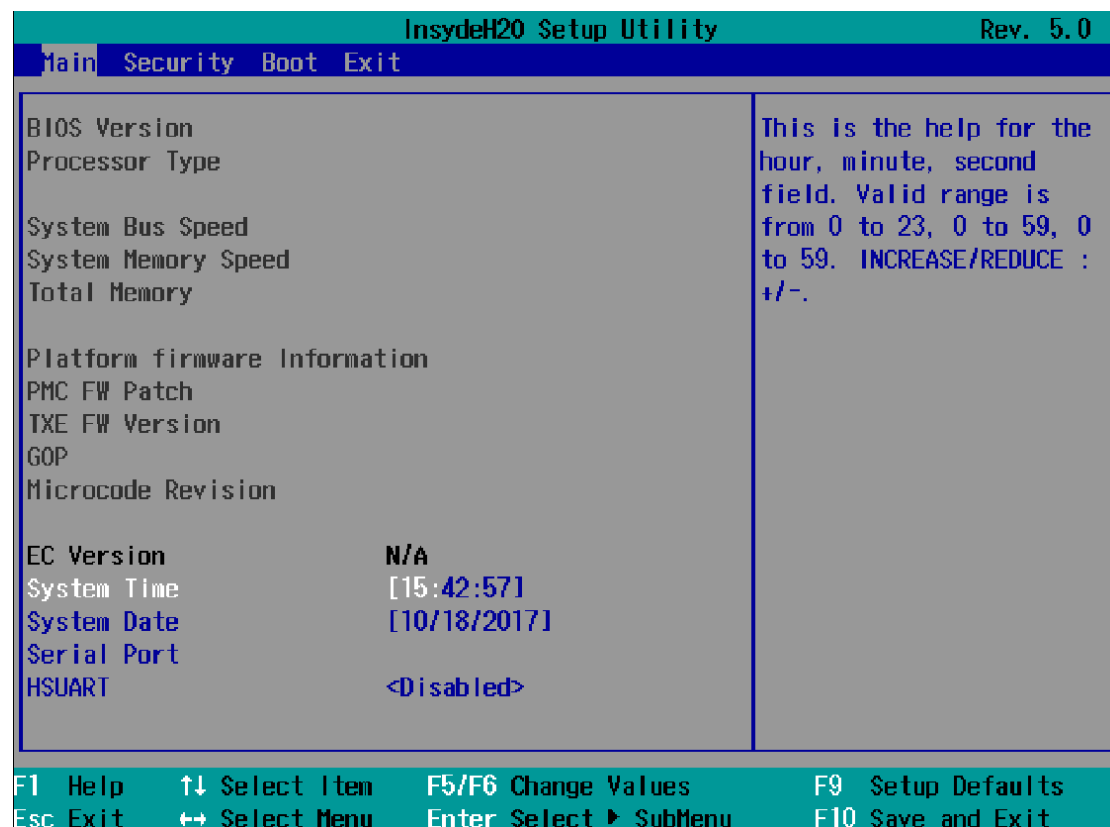 InsydeH20 Setup Utility Rev. 5.0
Main Security Boot Exit
BIOS Version
Processor Type
System Bus Speed
System Memory Speed
Total Memory
Platform firmware Information
PMC FW Patch
TXE FW Version
GOP
Microcode Revision
EC Version N/A
System Time [15:42:57]
System Date [10/18/2017]
Serial Port
HSUART <Disabled>
This is the help for the
hour, minute, second
field. Valid range is
from 0 to 23, 0 to 59, 0
to 59. INCREASE/REDUCE :
+/-.
F1 Help ↑↓ Select Item F5/F6 Change Values F9 Setup Defaults
Esc Exit ←→ Select Menu Enter Select ▶ SubMenu F10 Save and Exit